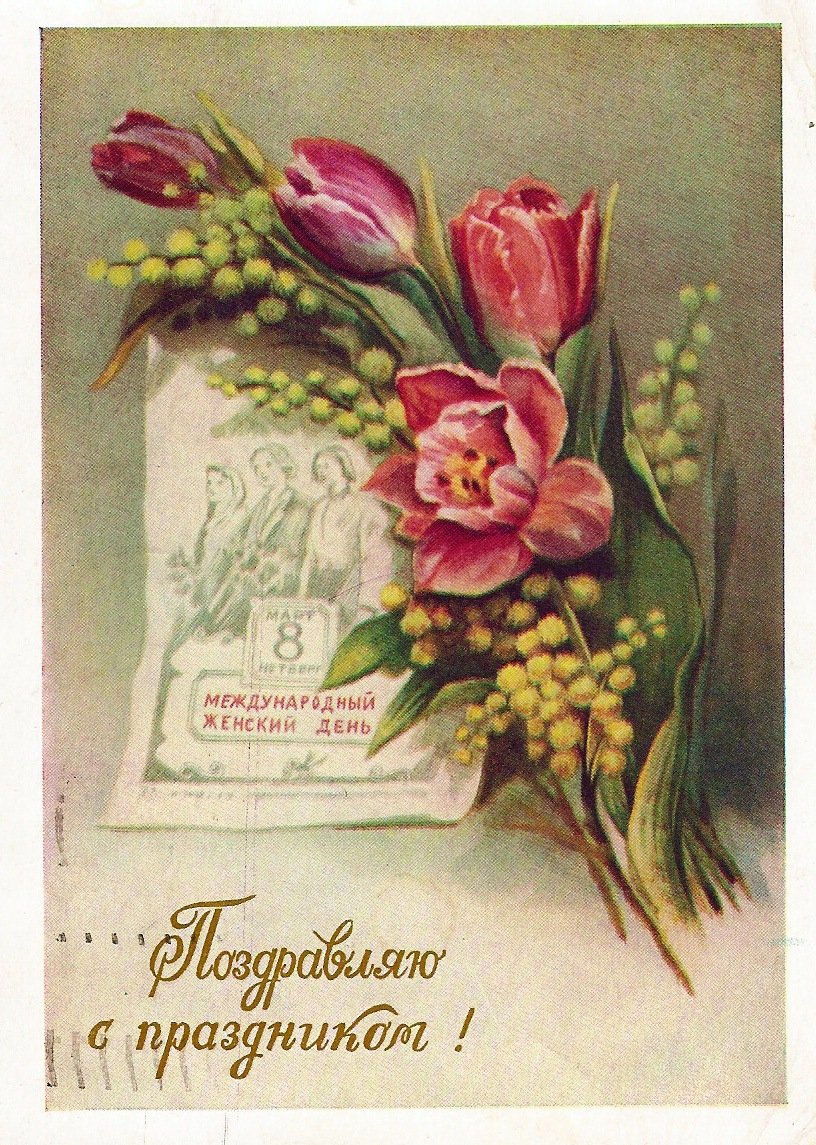 МАРТ
8
ЧЕТВЕРГ
МЕЖДУНАРОДНЫЙ
ЖЕНСКИЙ ДЕНЬ
Поздравляю
с праздником!